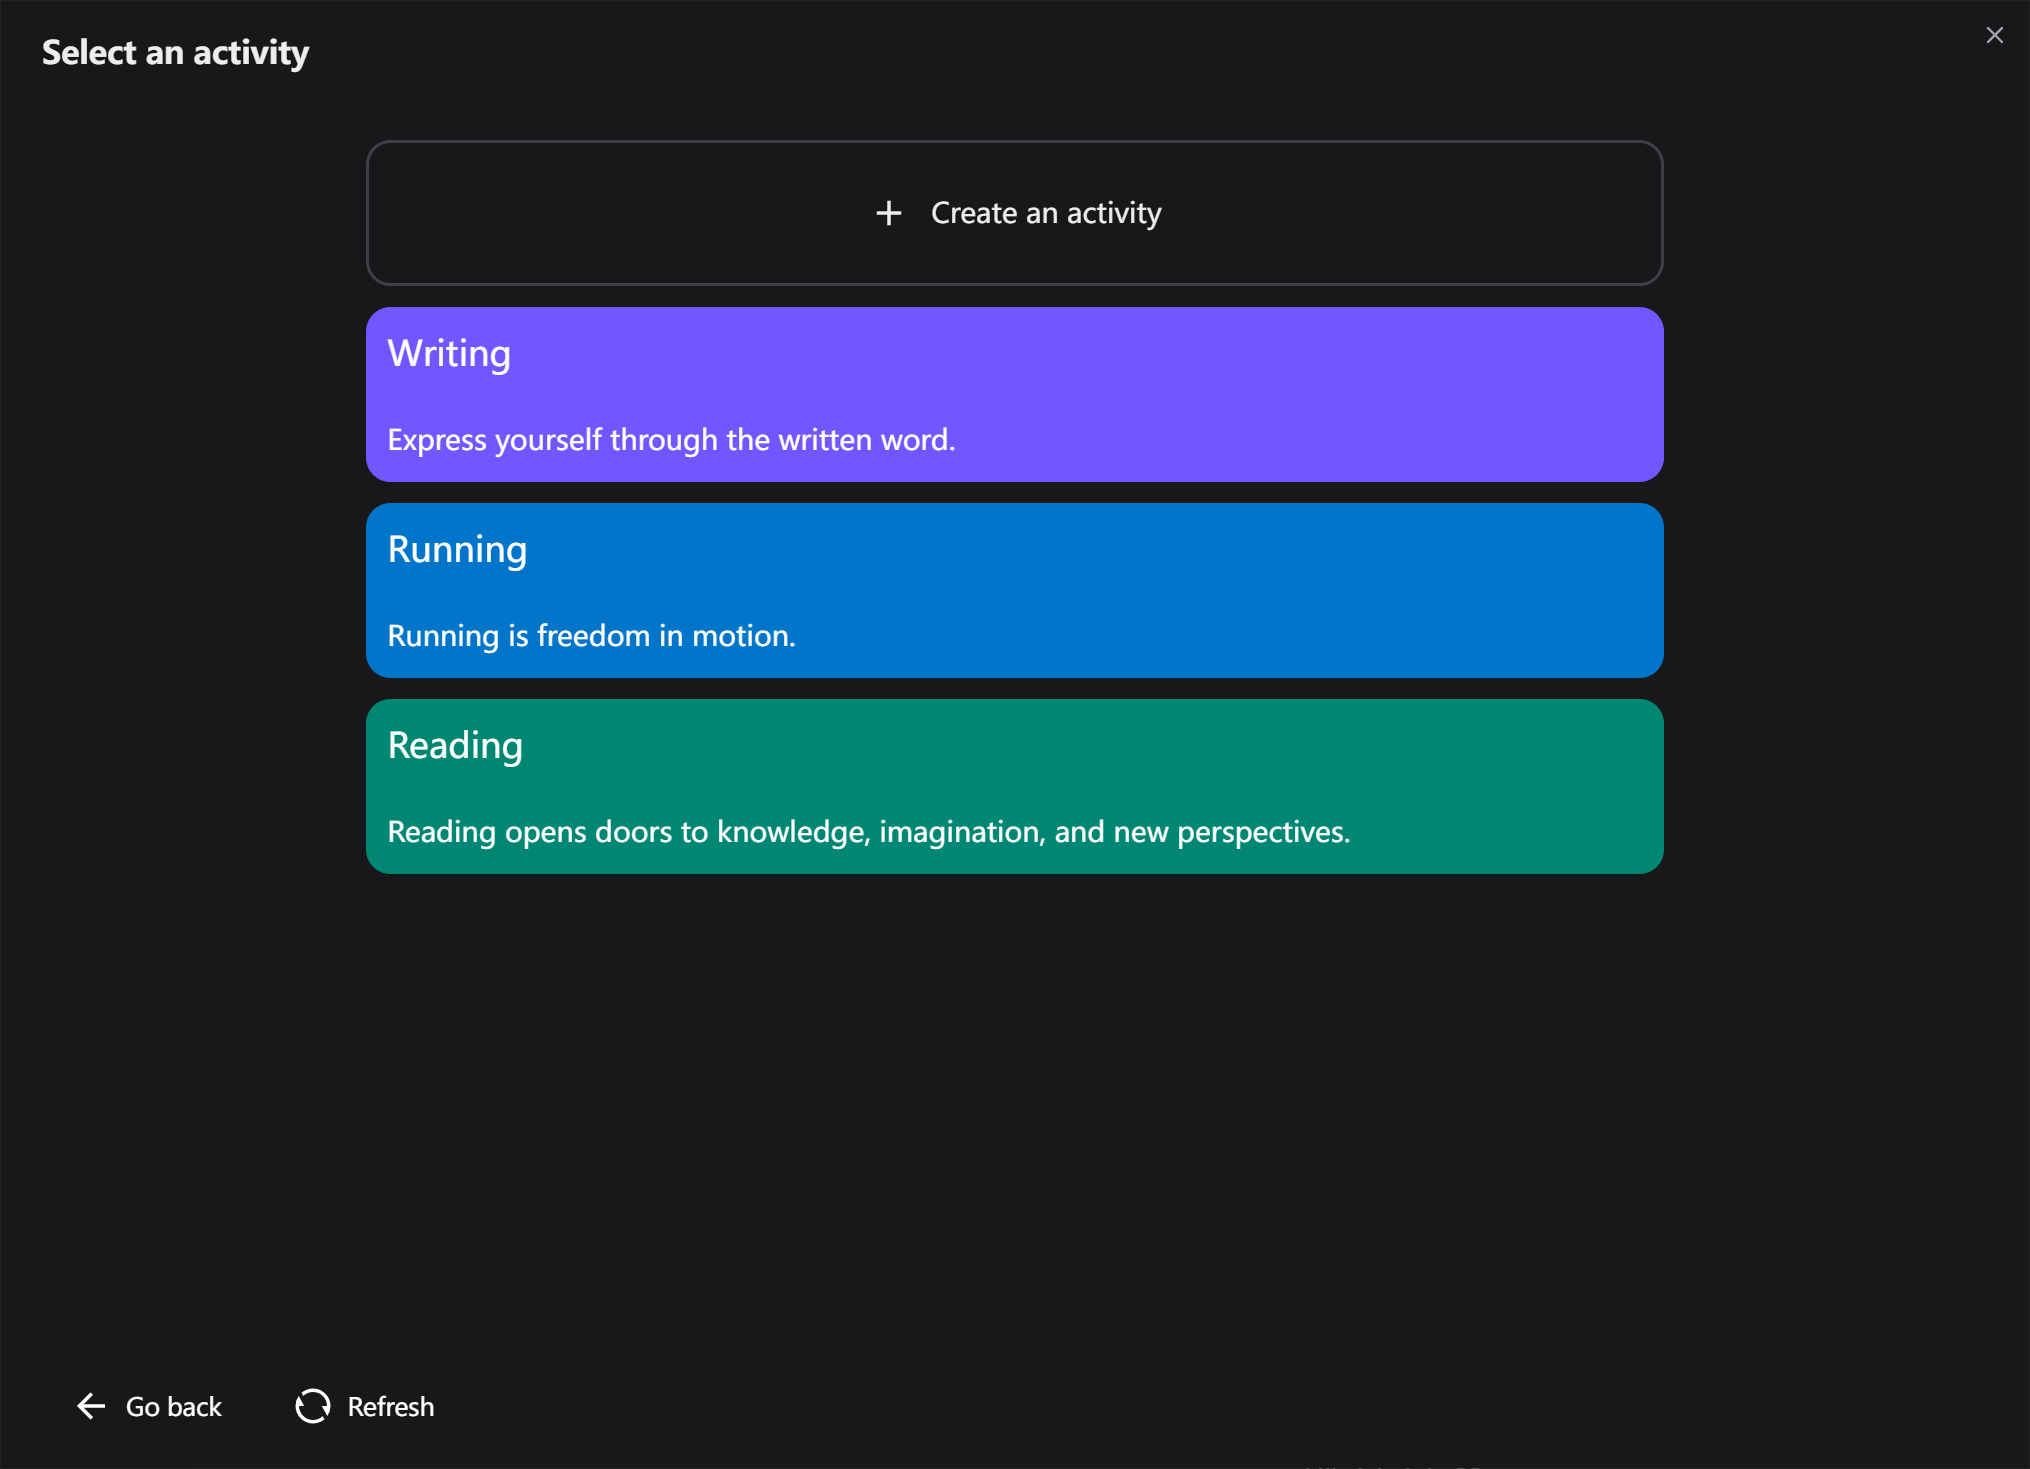 Select an activity
Create an activity
Writing
Express yourself through the written word.
Running
Running is freedom in motion.
Reading
Reading opens doors to knowledge, imagination, and new perspectives.
Go back
Refresh